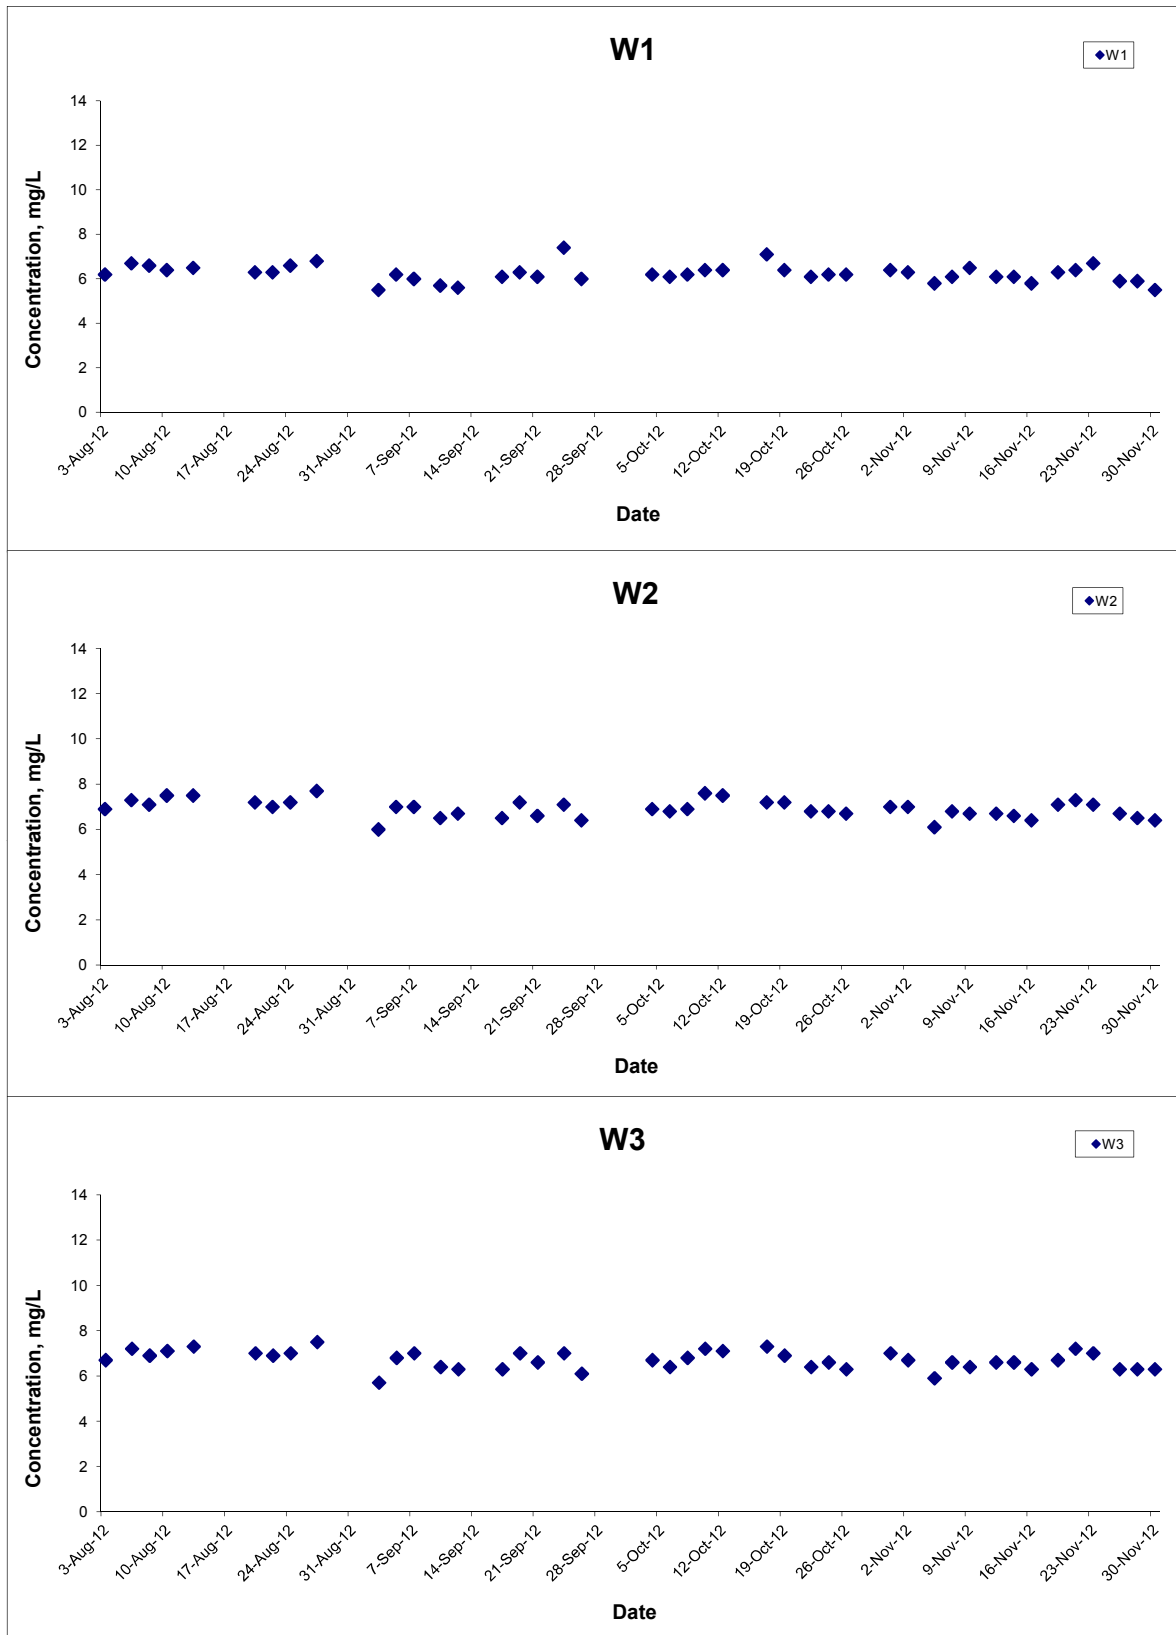 W1
W1
14
12
10
8
6
4
2
0
Concentration, mg/L
3-Aug-12
10-Aug-12
17-Aug-12
24-Aug-12
31-Aug-12
7-Sep-12
14-Sep-12
21-Sep-12
28-Sep-12
5-Oct-12
12-Oct-12
19-Oct-12
26-Oct-12
2-Nov-12
9-Nov-12
16-Nov-12
23-Nov-12
30-Nov-12
Date
W2
W2
14
12
10
8
6
4
2
0
Concentration, mg/L
3-Aug-12
10-Aug-12
17-Aug-12
24-Aug-12
31-Aug-12
7-Sep-12
14-Sep-12
21-Sep-12
28-Sep-12
5-Oct-12
12-Oct-12
19-Oct-12
26-Oct-12
2-Nov-12
9-Nov-12
16-Nov-12
23-Nov-12
30-Nov-12
Date
W3
W3
14
12
10
8
6
4
2
0
Concentration, mg/L
3-Aug-12
10-Aug-12
17-Aug-12
24-Aug-12
31-Aug-12
7-Sep-12
14-Sep-12
21-Sep-12
28-Sep-12
5-Oct-12
12-Oct-12
19-Oct-12
26-Oct-12
2-Nov-12
9-Nov-12
16-Nov-12
23-Nov-12
30-Nov-12
Date